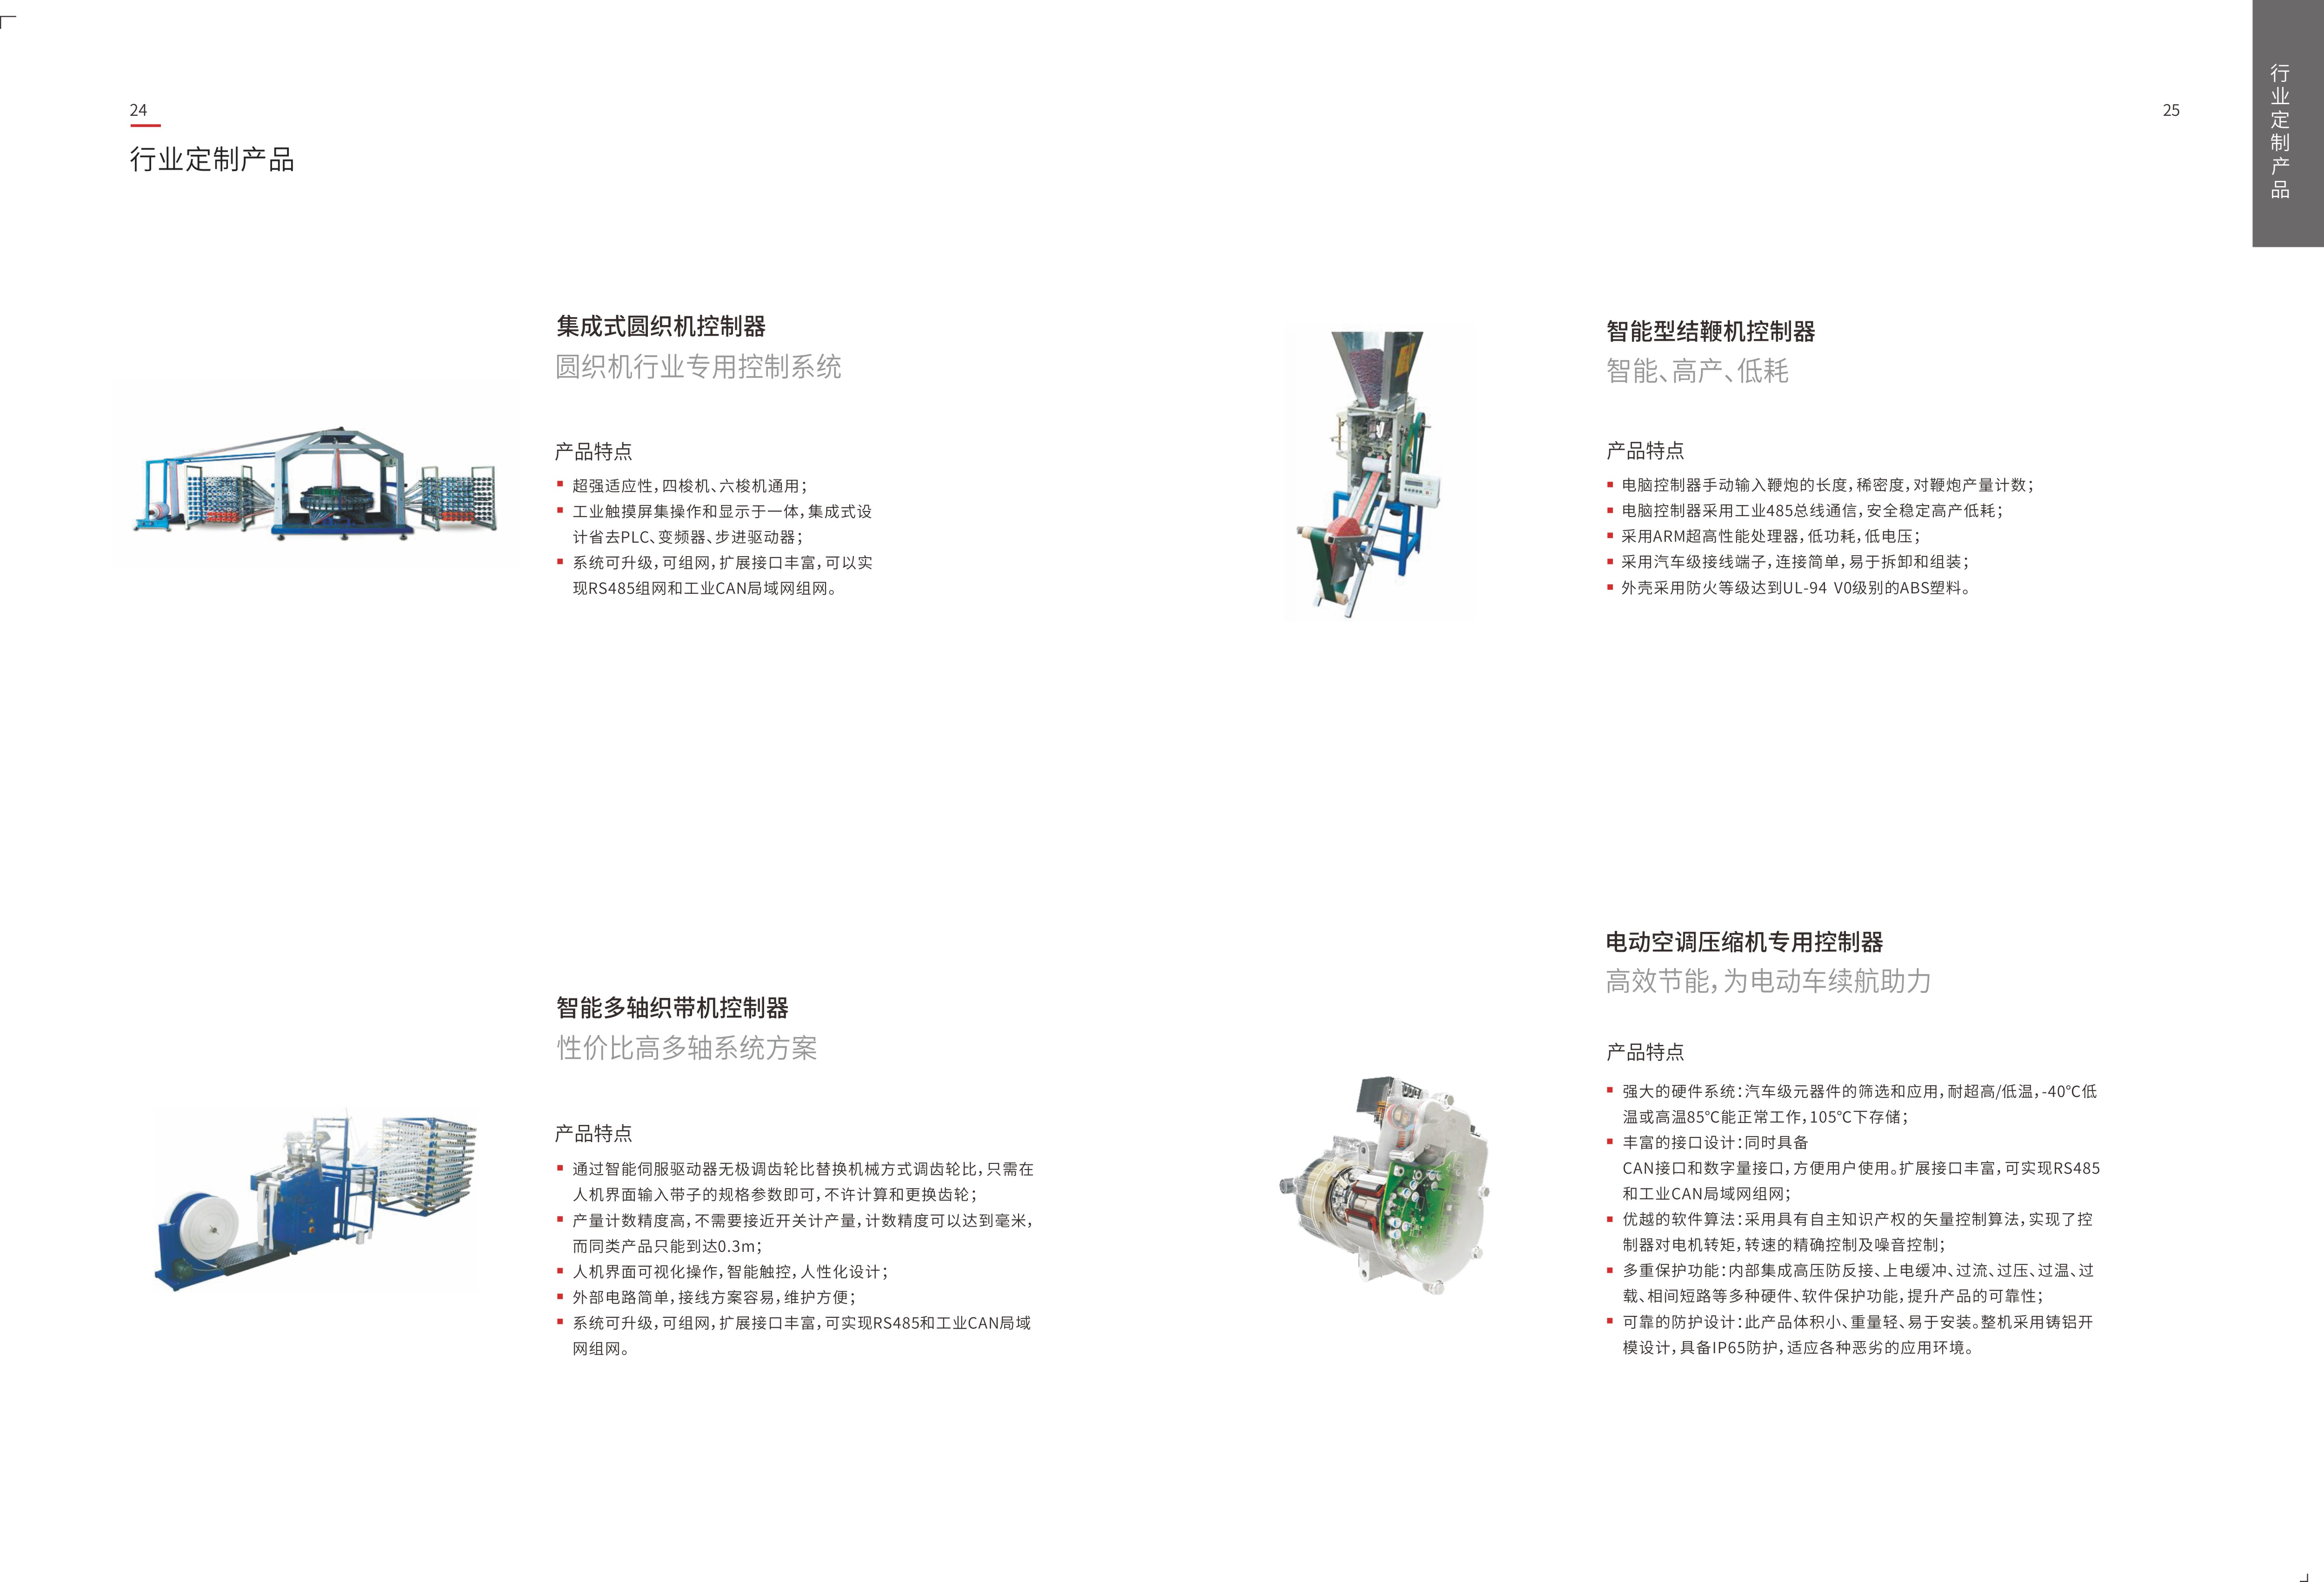 24
行业定制产品
集成式圆织机控制器
圆织机行业专用控制系统
产品特点
超强适应性,四梭机、六梭机通用;
工业触摸屏集操作和显示于一体,集成式设
计省去PLC、变频器、步进驱动器;
系统可升级,可组网,扩展接口丰富,可以实
现RS485组网和工业CAN局域网组网。
智能多轴织带机控制器
性价比高多轴系统方案
产品特点
通过智能伺服驱动器无极调齿轮比替换机械方式调齿轮比,只需在
人机界面输入带子的规格参数即可,不许计算和更换齿轮;
产量计数精度高,不需要接近开关计产量,计数精度可以达到毫米,
而同类产品只能到达0.3m;
人机界面可视化操作,智能触控,人性化设计;
外部电路简单,接线方案容易,维护方便;
系统可升级,可组网,扩展接口丰富,可实现RS485和工业CAN局域
网组网。
25
行业定制产品
智能型结鞭机控制器
智能、高产、低耗
产品特点
电脑控制器手动输入鞭炮的长度,稀密度,对鞭炮产量计数;
电脑控制器采用工业485总线通信,安全稳定高产低耗;
采用ARM超高性能处理器,低功耗,低电压;
采用汽车级接线端子,连接简单,易于拆卸和组装;
外壳采用防火等级达到UL-94 V0级别的ABS塑料。
电动空调压缩机专用控制器
高效节能,为电动车续航助力
产品特点
强大的硬件系统:汽车级元器件的筛选和应用,耐超高/低温,-40℃低
温或高温85℃能正常工作,105℃下存储;
丰富的接口设计:同时具备
CAN接口和数字量接口,方便用户使用。扩展接口丰富,可实现RS485
和工业CAN局域网组网;
优越的软件算法:采用具有自主知识产权的矢量控制算法,实现了控
制器对电机转矩,转速的精确控制及噪音控制;
多重保护功能:内部集成高压防反接、上电缓冲、过流、过压、过温、过
载、相间短路等多种硬件、软件保护功能,提升产品的可靠性;
可靠的防护设计:此产品体积小、重量轻、易于安装。整机采用铸铝开
模设计,具备IP65防护,适应各种恶劣的应用环境。